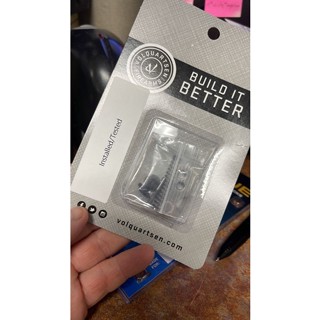 VOLQUARTSEN
BUILD IT
BETTER
Installed/Tested
volquartsen.com